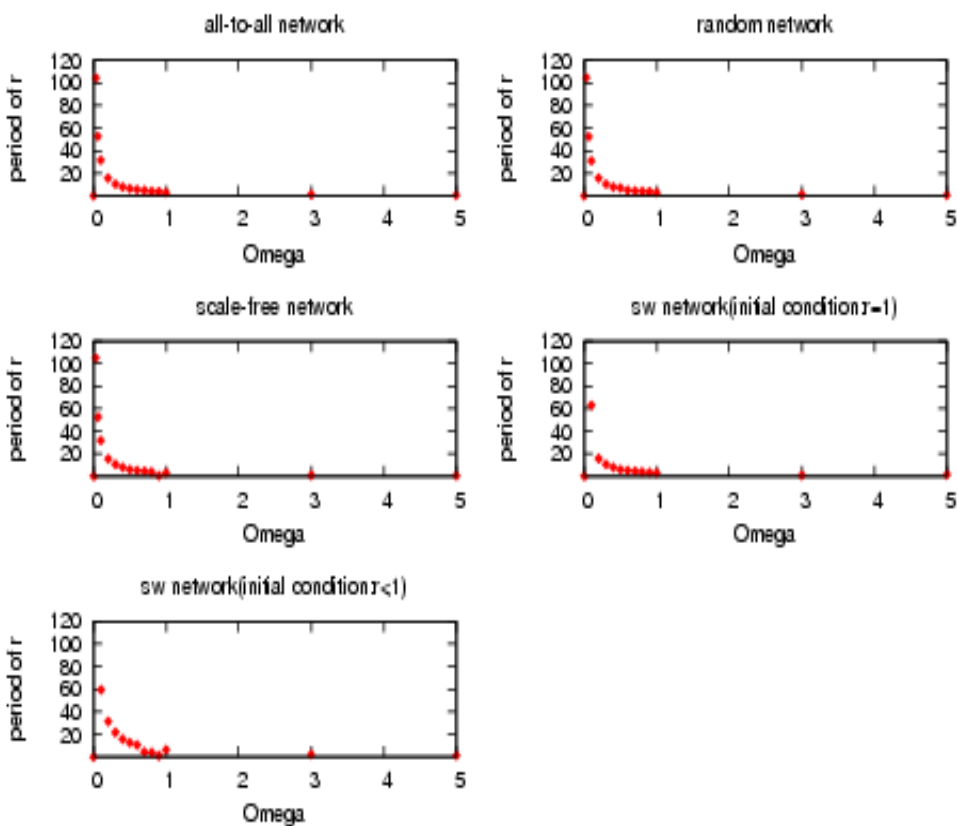 all-to-all network
period of r
120
100
80
60
40
20
0 1 2 3 4 5
Omega
random network
period of r
120
100
80
60
40
20
0 1 2 3 4 5
Omega
scale-free network
period of r
120
100
80
60
40
20
0 1 2 3 4 5
Omega
sw network(initial condition r=1)
period of r
120
100
80
60
40
20
0 1 2 3 4 5
Omega
sw network(initial condition r<1)
period of r
120
100
80
60
40
20
0 1 2 3 4 5
Omega